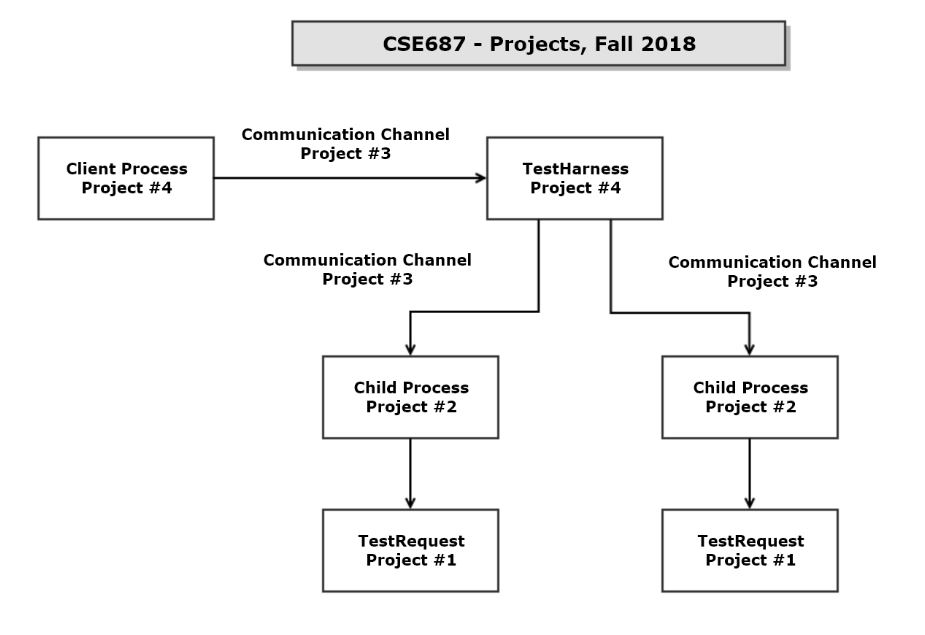 CSE687 - Projects, Fall 2018
Communication Channel
Project #3
Client Process
Project #4
TestHarness
Project #4
Communication Channel
Project #3
Communication Channel
Project #3
Child Process
Project #2
Child Process
Project #2
TestRequest
Project #1
TestRequest
Project #1